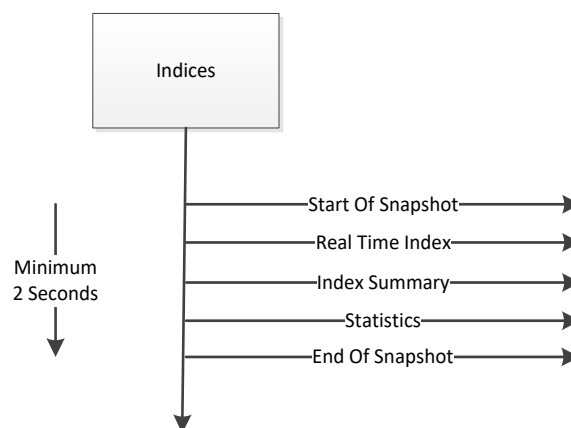 Indices
Start Of Snapshot
Real Time Index
Minimum
2 Seconds
Index Summary
Statistics
End Of Snapshot